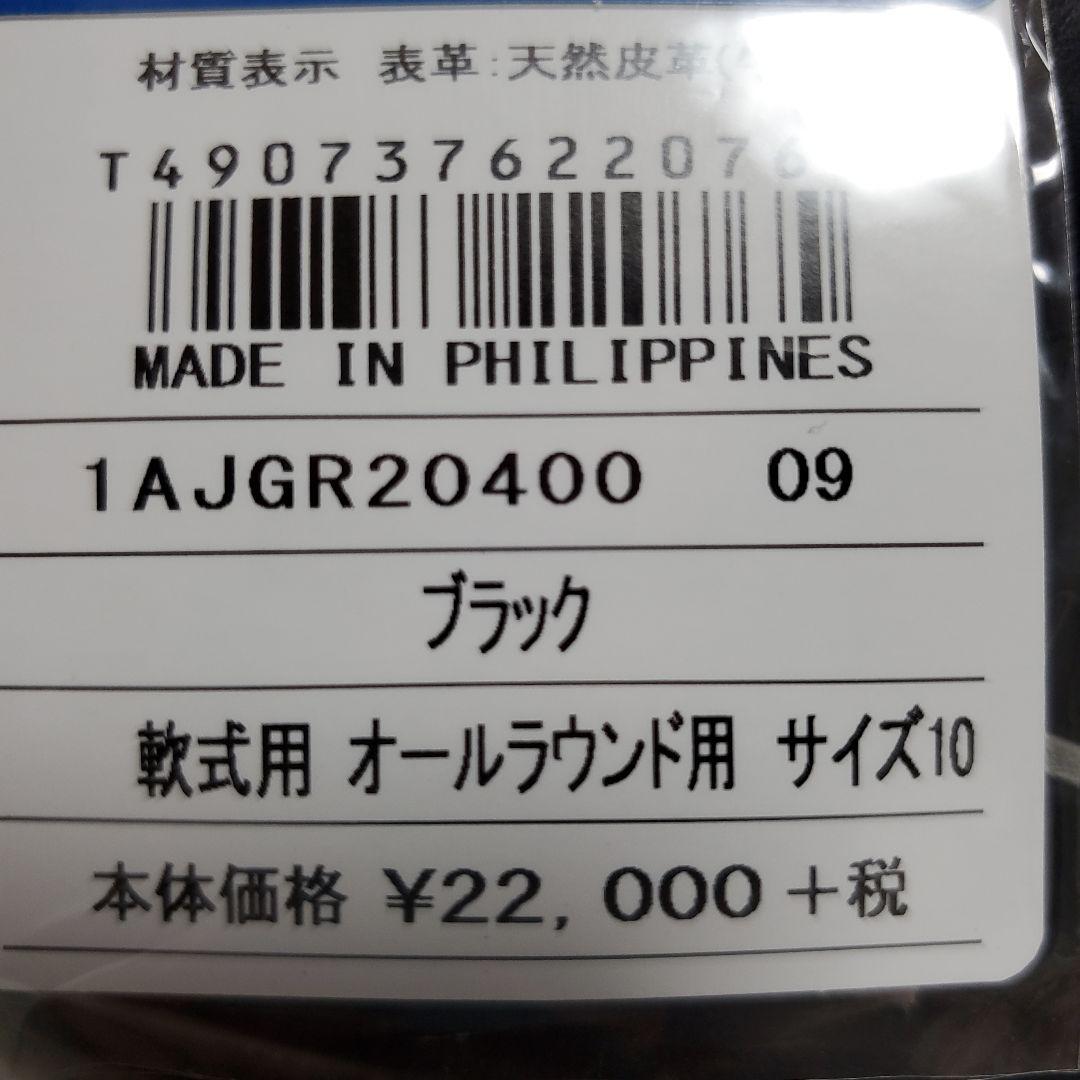 材質表示 表革:天然皮革
T490737622076
MADE IN PHILIPPINES
1AJGR20400 09
ブラック
軟式用 オールラウンド用 サイズ10
本体価格 ¥22,000+税